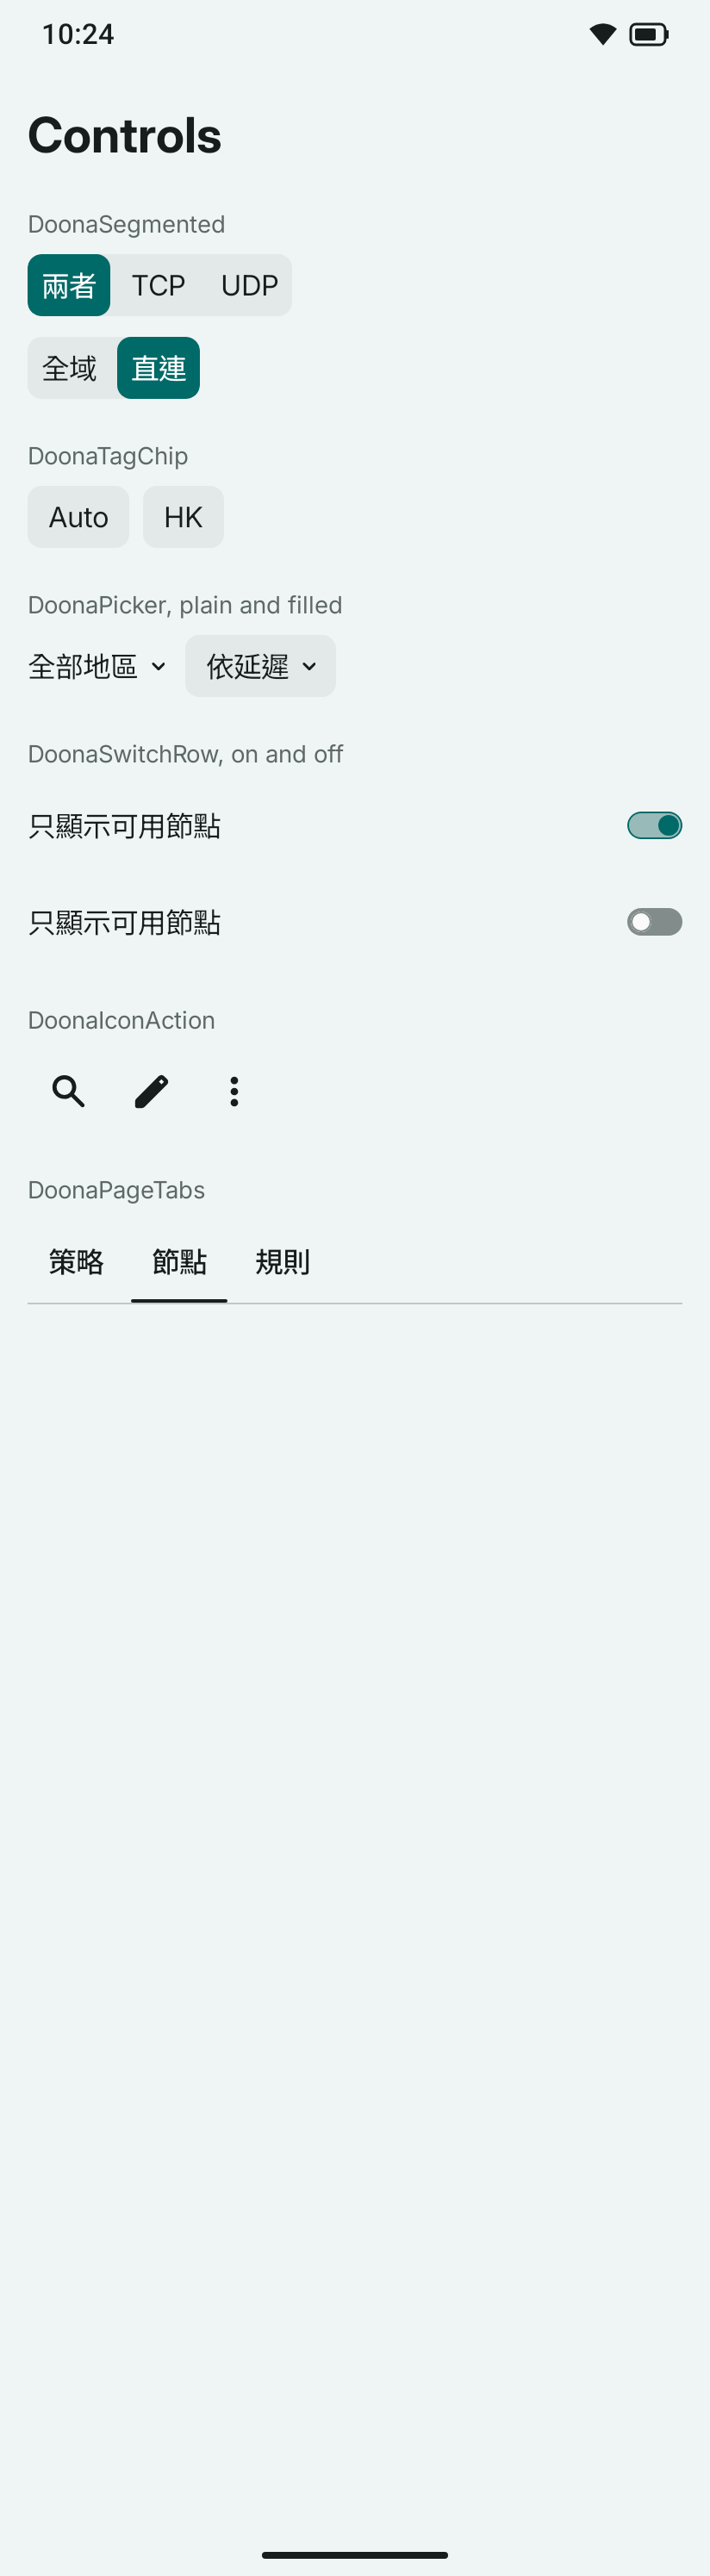 10:24
Controls
DoonaSegmented
兩者 TCP UDP
全域 直連
DoonaTagChip
Auto HK
DoonaPicker, plain and filled
全部地區 依延遲
DoonaSwitchRow, on and off
只顯示可用節點
只顯示可用節點
DoonaIconAction
DoonaPageTabs
策略 節點 規則